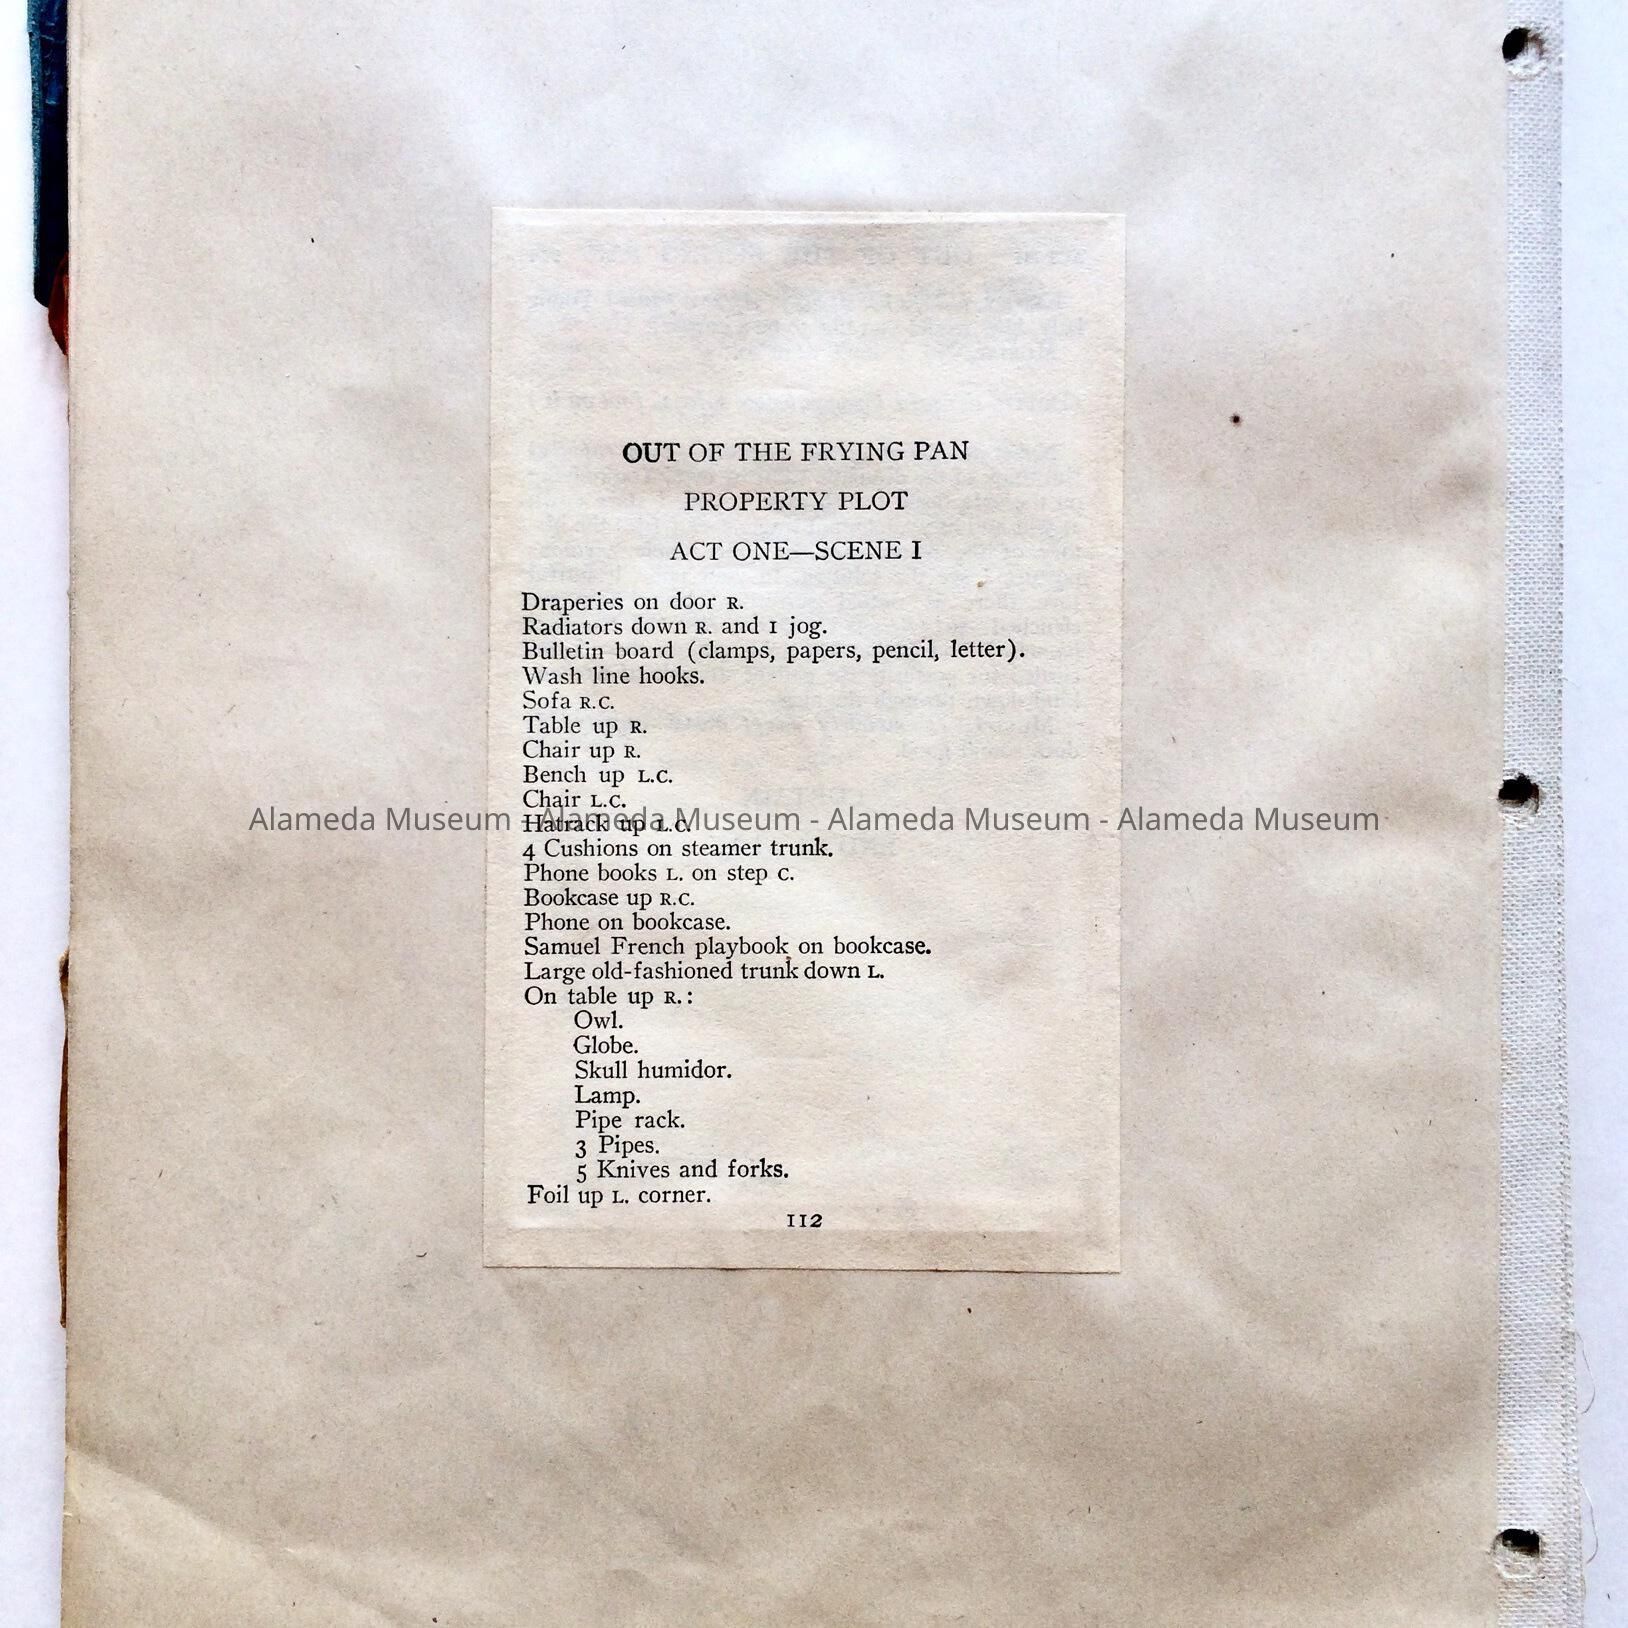 OUT OF THE FRYING PAN
PROPERTY PLOT
ACT ONE—SCENE I
Draperies on door R.
Radiators down R. and I jog.
Bulletin board (clamps, papers, pencil, letter).
Wash line hooks.
Sofa R.C.
Table up R.
Chair up R.
Bench up L.C.
Chair L.C.
Hatrack up L.C.
Alameda Museum - Alameda Museum - Alameda Museum - Alameda Museum
4 Cushions on steamer trunk.
Phone books L. on step C.
Bookcase up R.C.
Phone on bookcase.
Samuel French playbook on bookcase.
Large old-fashioned trunk down L.
On table up R.:
Owl.
Globe.
Skull humidor.
Lamp.
Pipe rack.
3 Pipes.
5 Knives and forks.
Foil up L. corner.
112